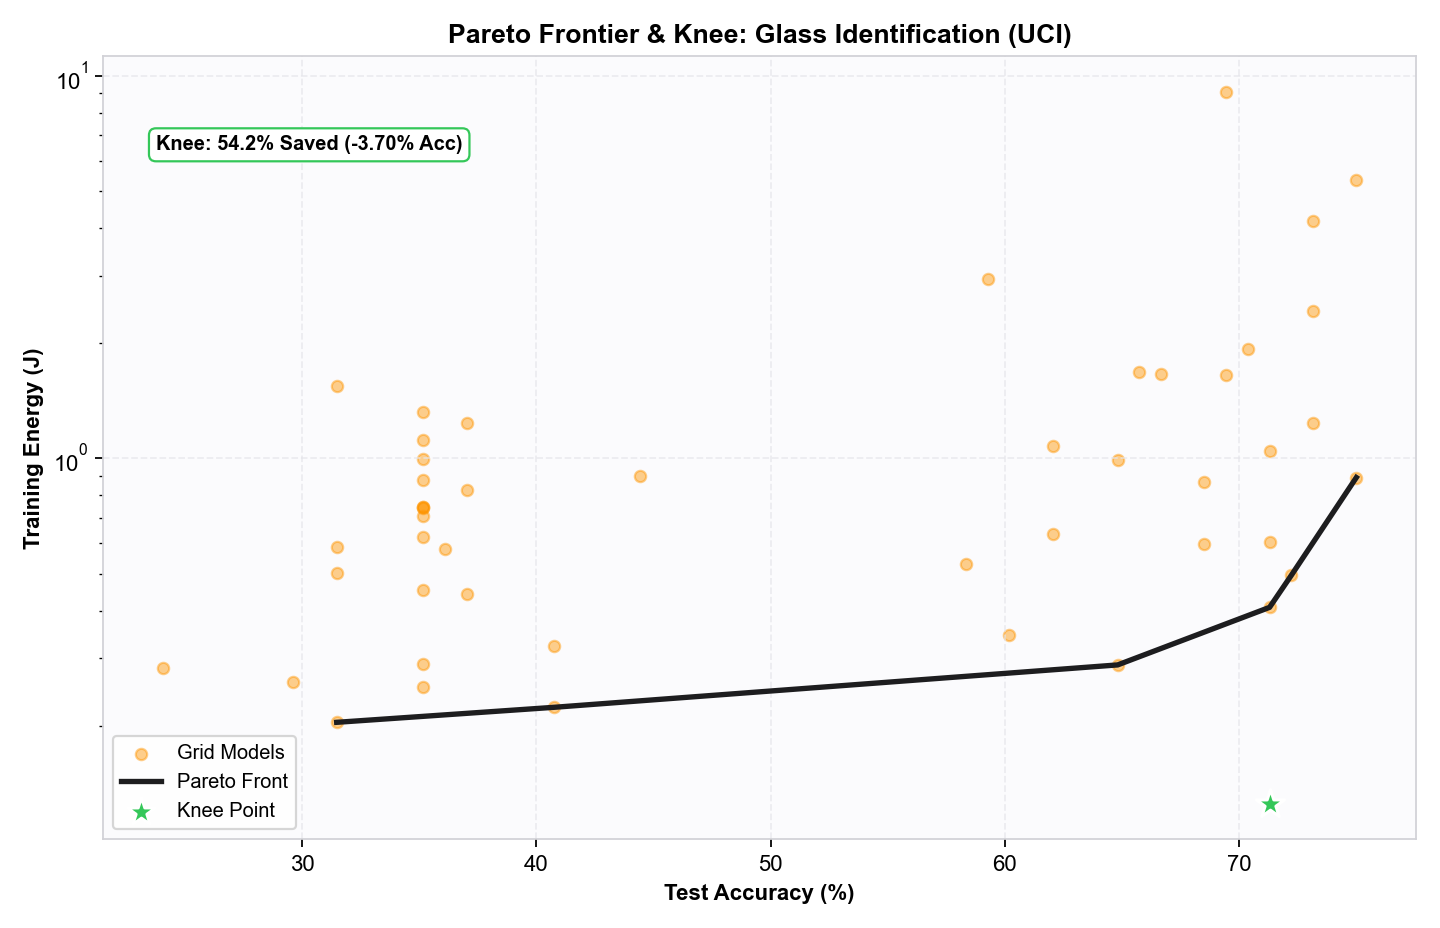 Pareto Frontier & Knee: Glass Identification (UCI)
10^1
Knee: 54.2% Saved (-3.70% Acc)
Training Energy (J)
10^0
Grid Models
Pareto Front
Knee Point
30 40 50 60 70
Test Accuracy (%)